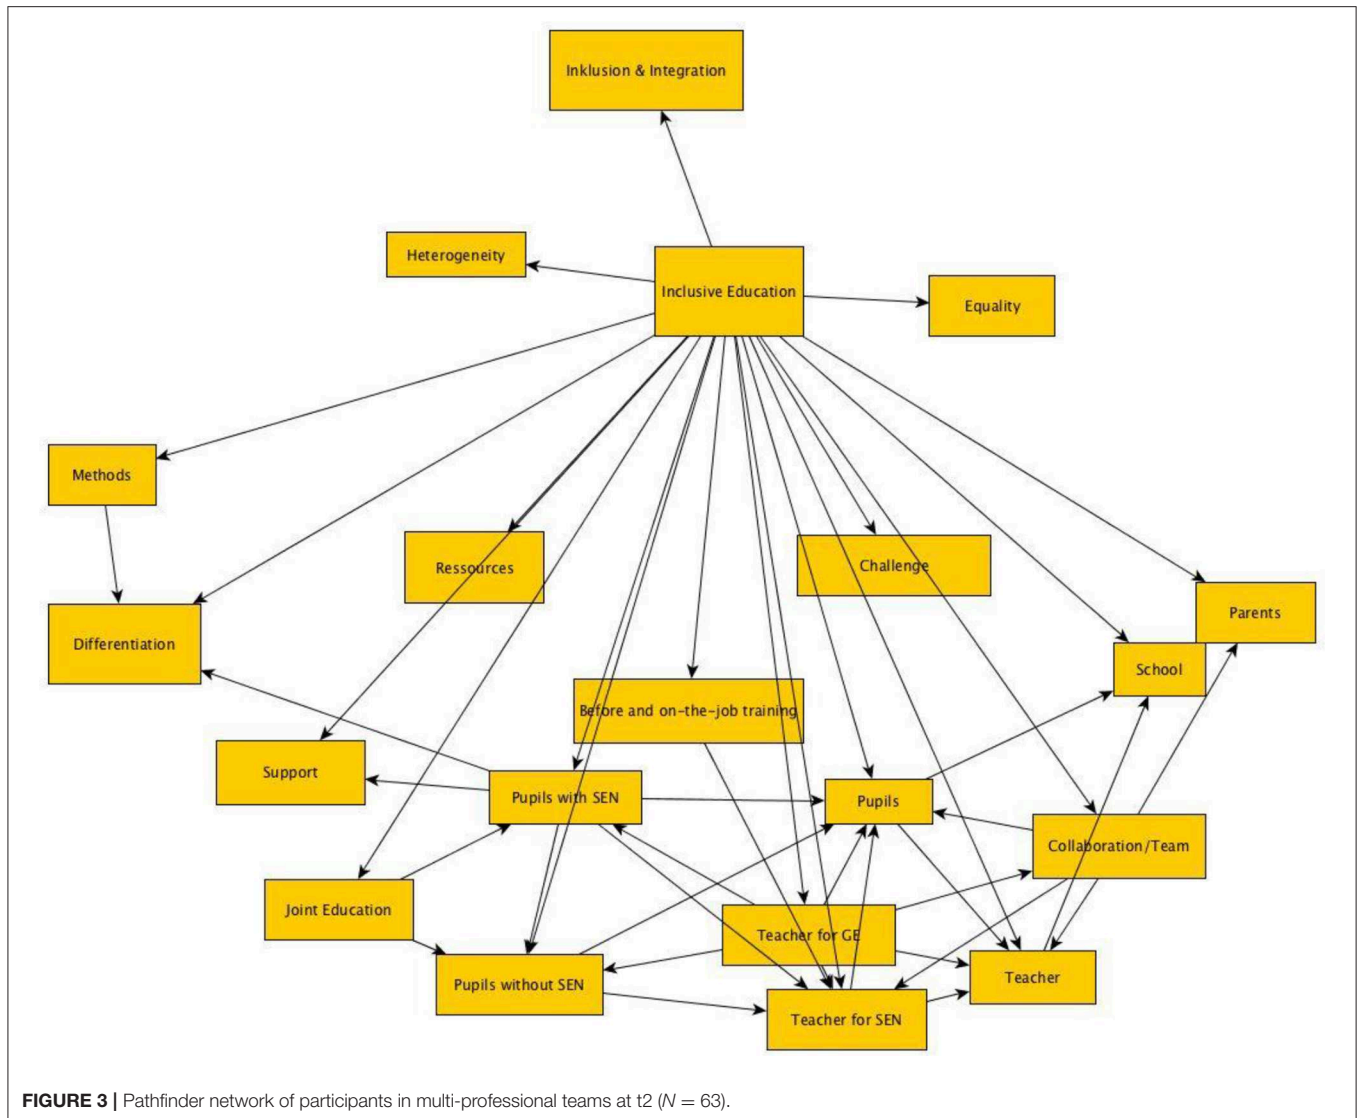 Inklusion & Integration
Heterogeneity
Inclusive Education
Equality
Methods
Ressources
Challenge
Differentiation
Parents
School
Before and on-the-job training
Support
Pupils with SEN
Pupils
Collaboration/Team
Joint Education
Teacher for GE
Pupils without SEN
Teacher
Teacher for SEN
FIGURE 3 | Pathfinder network of participants in multi-professional teams at t2 (N = 63).